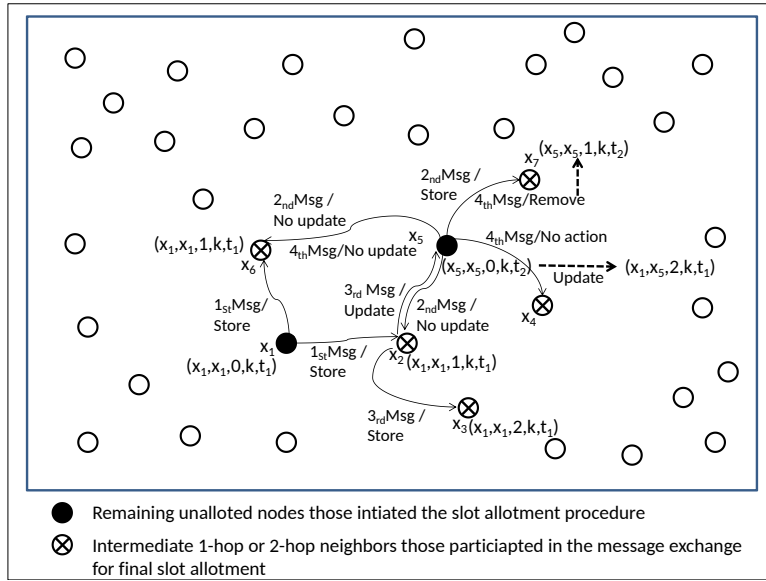 (x5,x5,1,k,t2)
x7
2ndMsg /
Store
4thMsg/Remove
2ndMsg /
No update
x5
4thMsg/No action
(x1,x1,1,k,t1)
4thMsg/No update
x6
(x5,x5,0,k,t2)
(x1,x5,2,k,t1)
Update
3rd Msg /
Update
2ndMsg /
No update
1StMsg/
Store
x4
x1
1StMsg /
Store
x2(x1,x1,1,k,t1)
(x1,x1,0,k,t1)
3rdMsg /
Store
x3(x1,x1,2,k,t1)
Remaining unalloted nodes those intiated the slot allotment procedure
Intermediate 1-hop or 2-hop neighbors those particiapted in the message exchange
for final slot allotment